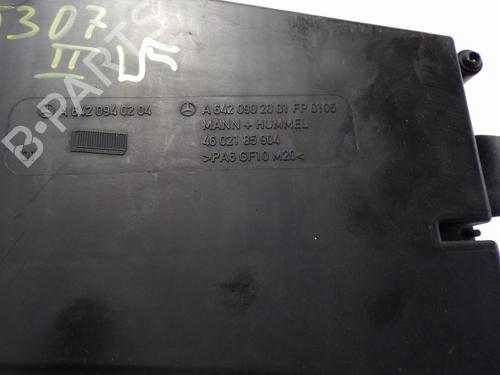 5307
II
A 642 094 02 04
A 642 090 20 01 FP 0105
MANN + HUMMEL
46 021 85 904
>PA6 GF10 M20<
B-PARTS